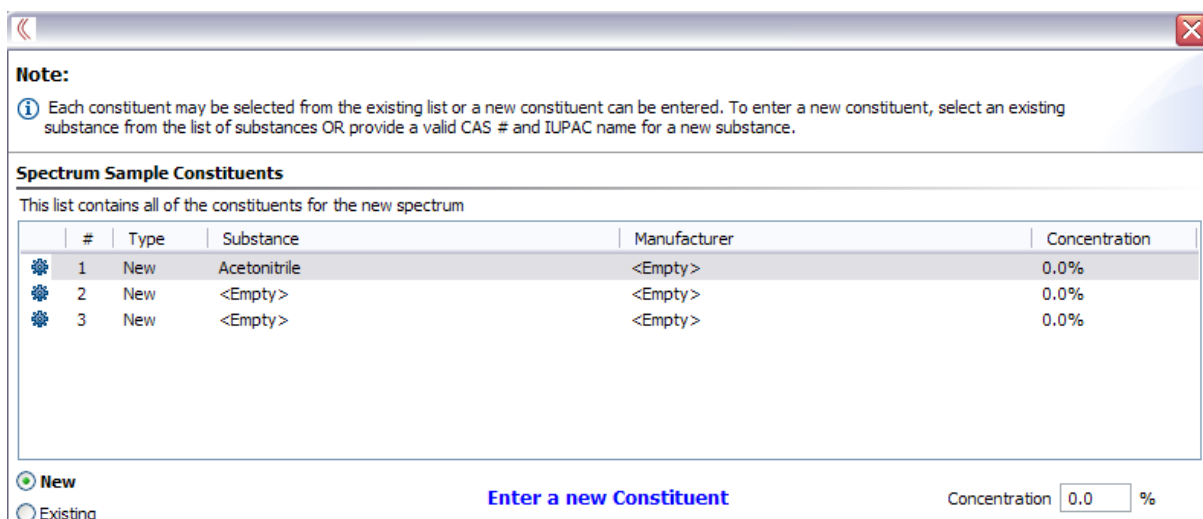 Note:
Each constituent may be selected from the existing list or a new constituent can be entered. To enter a new constituent, select an existing
substance from the list of substances OR provide a valid CAS # and IUPAC name for a new substance.
Spectrum Sample Constituents
This list contains all of the constituents for the new spectrum
# Type Substance Manufacturer Concentration
1 New Acetonitrile <Empty> 0.0%
2 New <Empty> <Empty> 0.0%
3 New <Empty> <Empty> 0.0%
New
Enter a new Constituent Concentration 0.0 %
Existing